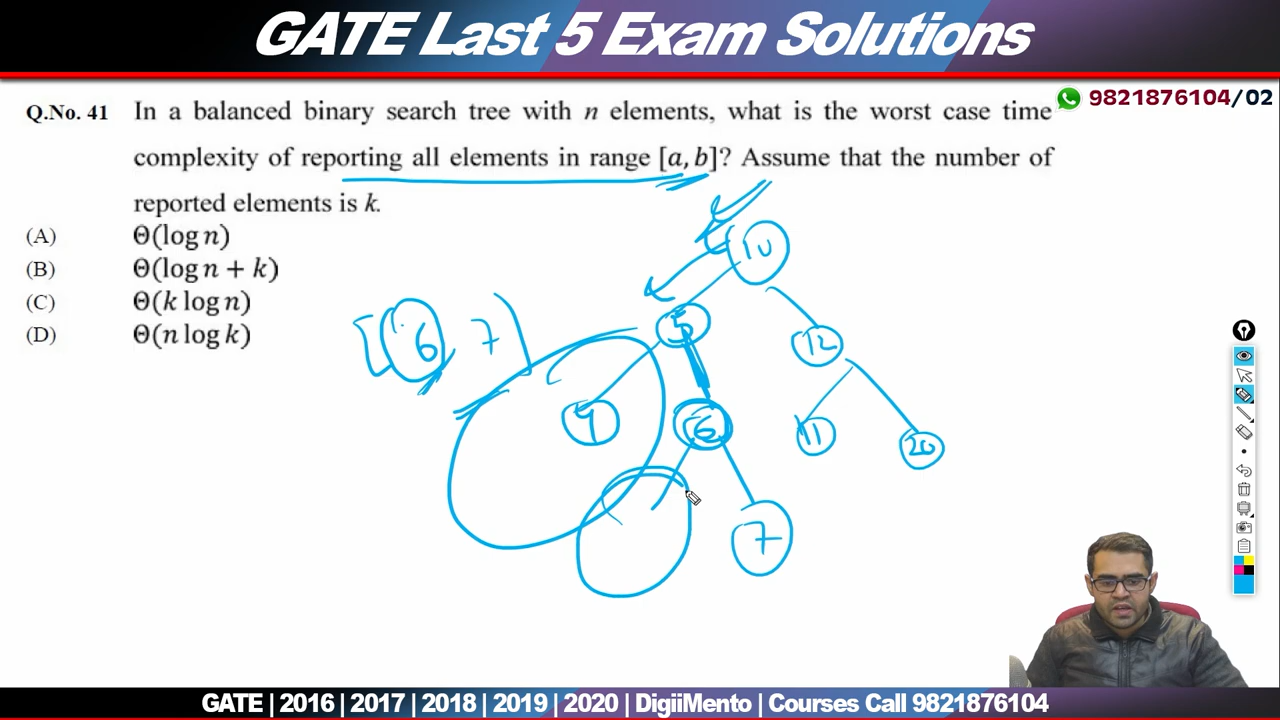 GATE Last 5 Exam Solutions
9821876104/02
Q.No. 41 In a balanced binary search tree with n elements, what is the worst case time
complexity of reporting all elements in range [a, b]? Assume that the number of
reported elements is k.
(A) Θ(log n)
(B) Θ(log n + k)
(C) Θ(k log n)
(D) Θ(n log k)
10
5
[6, 7]
12
6
11
20
7
GATE | 2016 | 2017 | 2018 | 2019 | 2020 | DigiiMento | Courses Call 9821876104